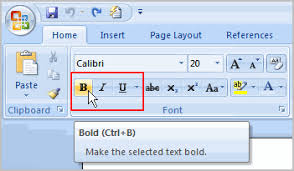 Home Insert Page Layout References
Calibri 20 A A
Paste B I U abc x₂ x² Aa ab A
Clipboard Font
Bold (Ctrl+B)
Make the selected text bold.